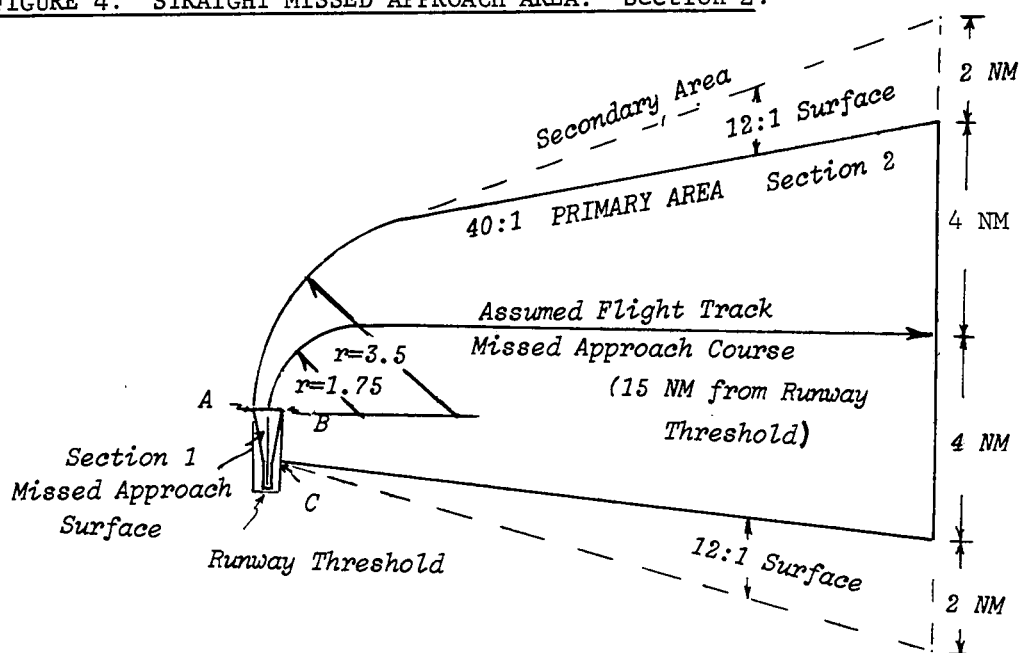 FIGURE 4. STRAIGHT MISSED APPROACH AREA. Section 2.
2 NM
Secondary Area
12:1 Surface
40:1 PRIMARY AREA Section 2
4 NM
Assumed Flight Track
Missed Approach Course
(15 NM from Runway
Threshold)
r=3.5
r=1.75
A
B
4 NM
Section 1
Missed Approach
Surface
C
Runway Threshold
12:1 Surface
2 NM